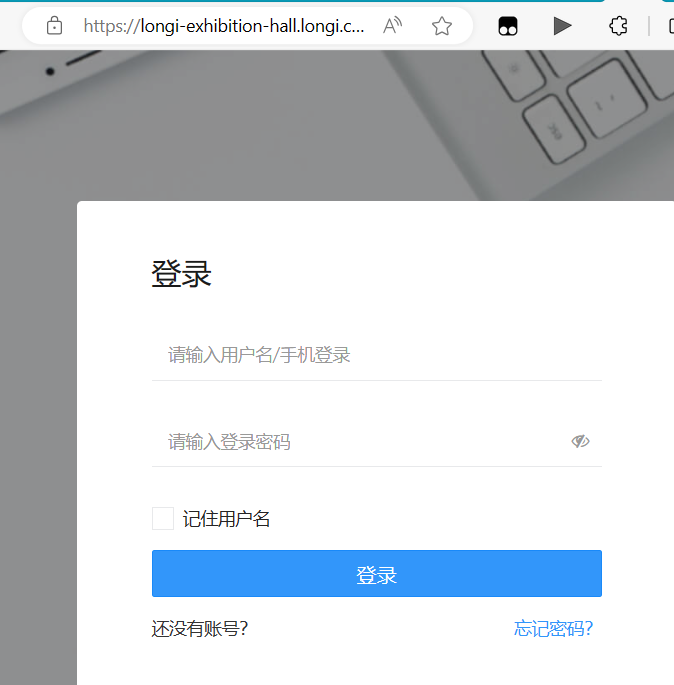 https://longi-exhibition-hall.longi.c...
A
esc
登录
请输入用户名/手机登录
请输入登录密码
记住用户名
登录
还没有账号?
忘记密码?